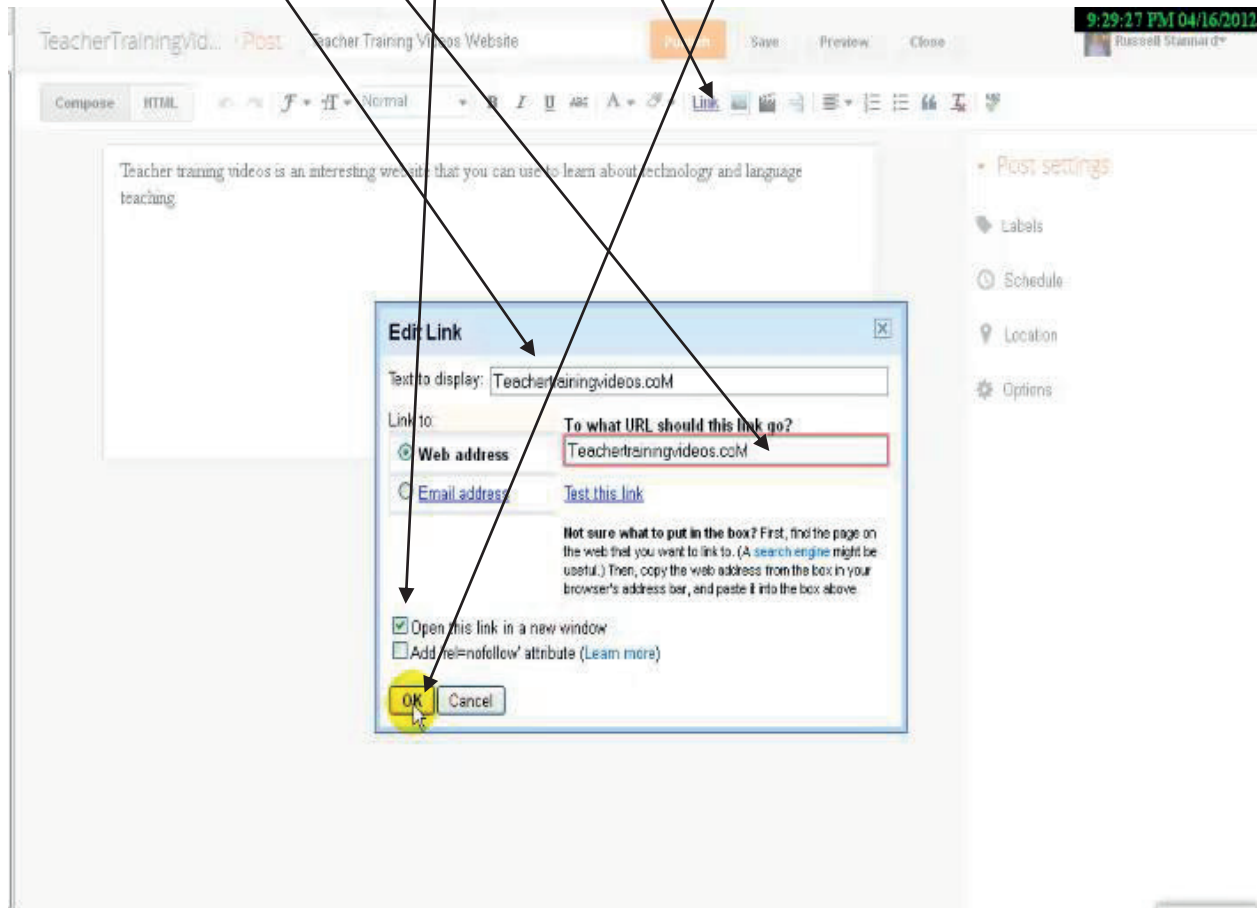 9:29:27 PM 04/16/2012
TeacherTrainingVid... Post Teacher Training Videos Website Publish Save Preview Close Russell Stannard
Compose HTML Normal B I U ABC A Link
Teacher training videos is an interesting website that you can use to learn about technology and language
teaching.
Post settings
Labels
Schedule
Location
Options
Edit Link
Text to display: Teachertrainingvideos.coM
Link to:
To what URL should this link go?
Web address Teachertrainingvideos.coM
Email address Test this link
Not sure what to put in the box? First, find the page on
the web that you want to link to. (A search engine might be
useful.) Then, copy the web address from the box in your
browser's address bar, and paste it into the box above.
Open this link in a new window
Add 'rel=nofollow' attribute (Learn more)
OK Cancel